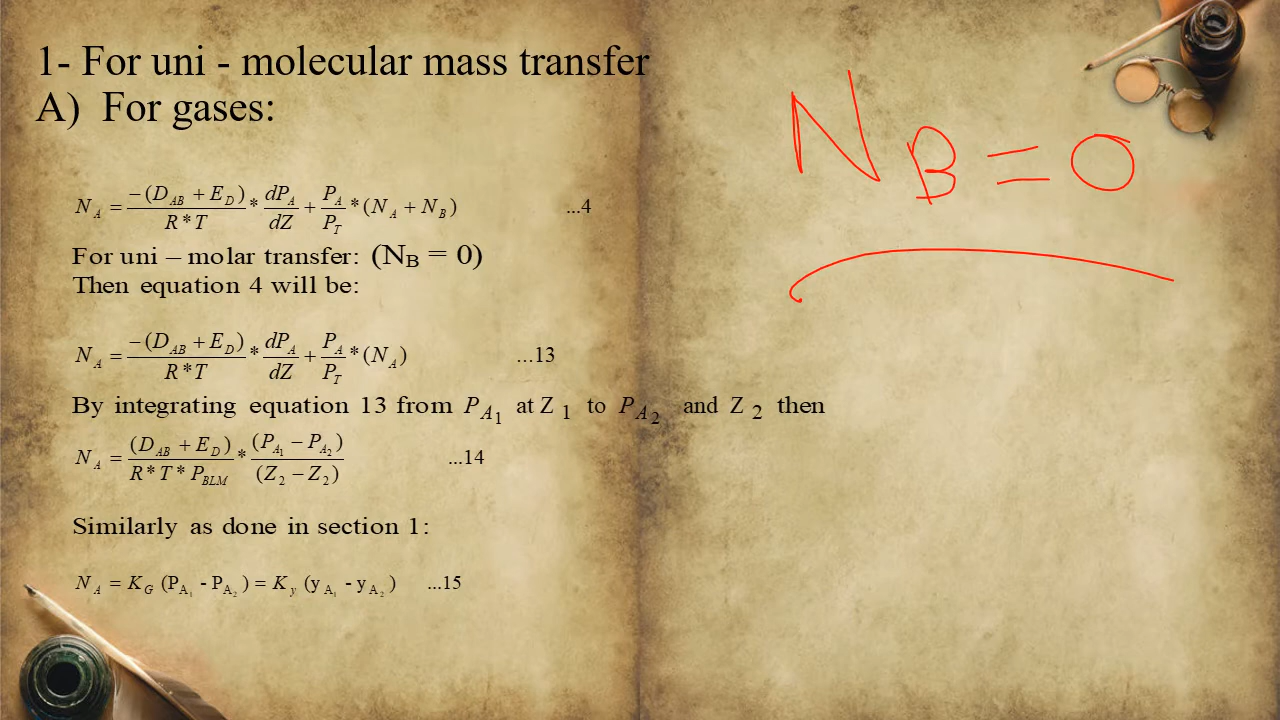 1- For uni - molecular mass transfer
A) For gases:
N_A = −(D_AB + E_D) / R*T * dP_A/dZ + P_A/P_T * (N_A + N_B) ...4
For uni – molar transfer: (N_B = 0)
Then equation 4 will be:
N_A = −(D_AB + E_D) / R*T * dP_A/dZ + P_A/P_T * (N_A) ...13
By integrating equation 13 from P_A₁ at Z ₁ to P_A₂ and Z ₂ then
N_A = (D_AB + E_D) / R*T*P_BLM * (P_A₁ − P_A₂) / (Z₂ − Z₂) ...14
Similarly as done in section 1:
N_A = K_G (P_A₁ - P_A₂) = K_y (y_A₁ - y_A₂) ...15
N_B = 0